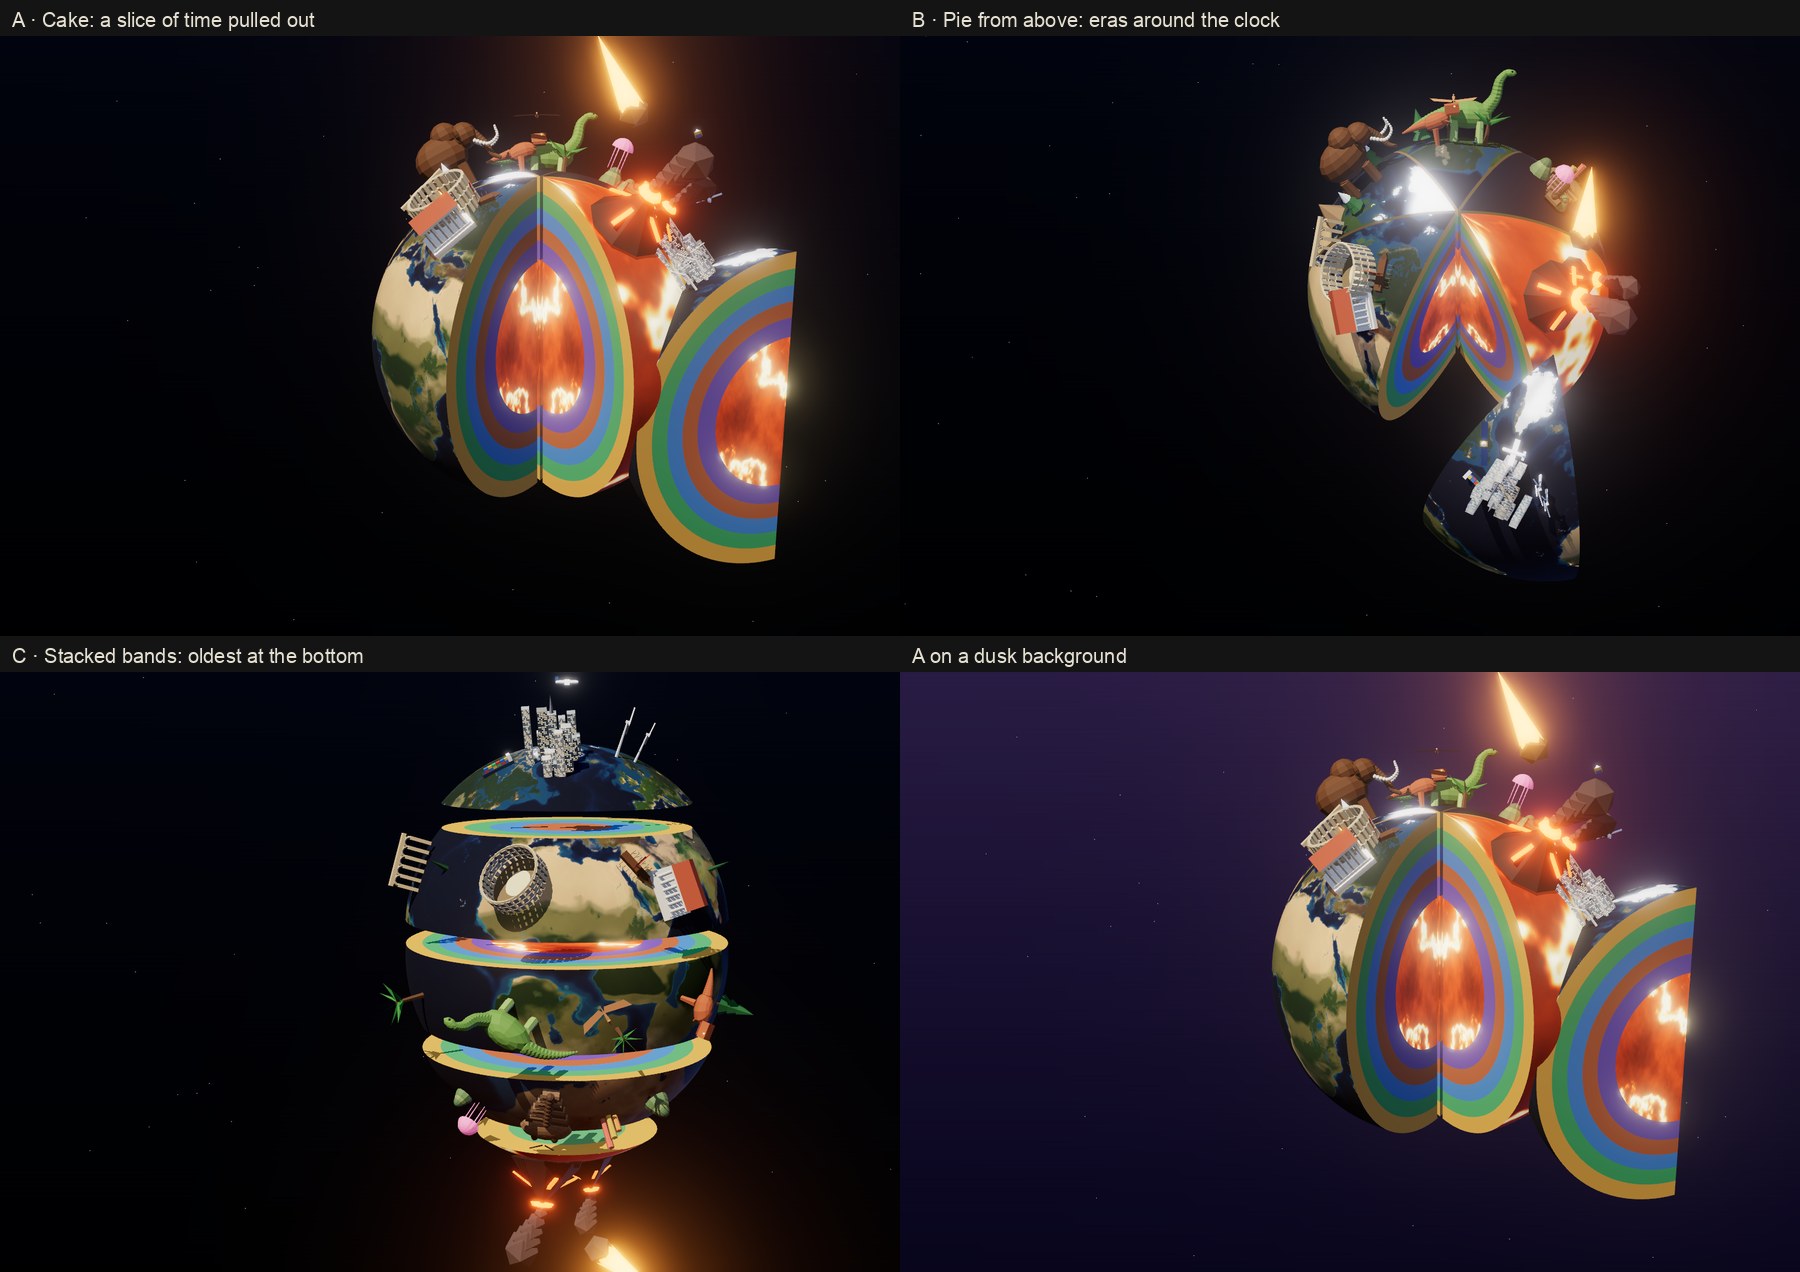 A · Cake: a slice of time pulled out
B · Pie from above: eras around the clock
C · Stacked bands: oldest at the bottom
A on a dusk background